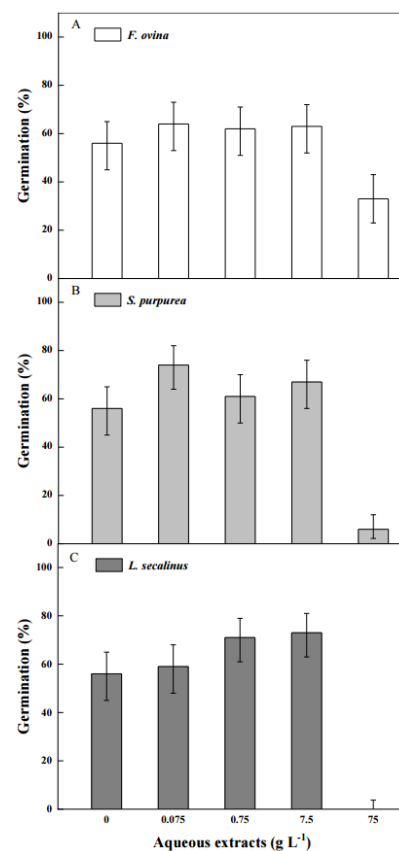 A
F. ovina
Germination (%)
100
80
60
40
20
0
B
S. purpurea
Germination (%)
100
80
60
40
20
0
C
L. secalinus
Germination (%)
100
80
60
40
20
0
0 0.075 0.75 7.5 75
Aqueous extracts (g L⁻¹)